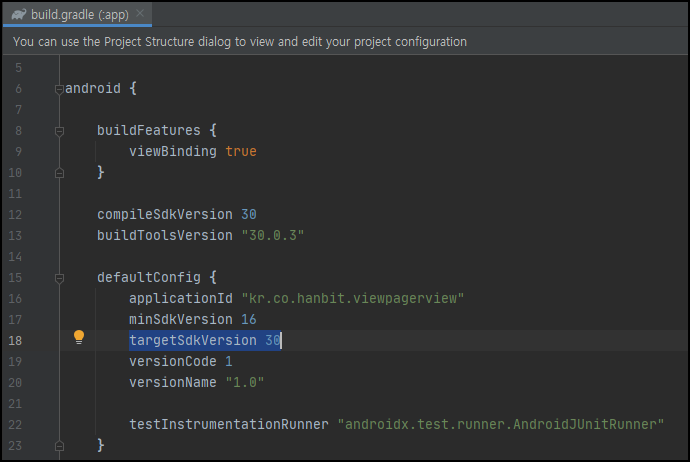 build.gradle (:app)
You can use the Project Structure dialog to view and edit your project configuration
5
6 android {
7
8 buildFeatures {
9 viewBinding true
10 }
11
12 compileSdkVersion 30
13 buildToolsVersion "30.0.3"
14
15 defaultConfig {
16 applicationId "kr.co.hanbit.viewpagerview"
17 minSdkVersion 16
18 targetSdkVersion 30
19 versionCode 1
20 versionName "1.0"
21
22 testInstrumentationRunner "androidx.test.runner.AndroidJUnitRunner"
23 }